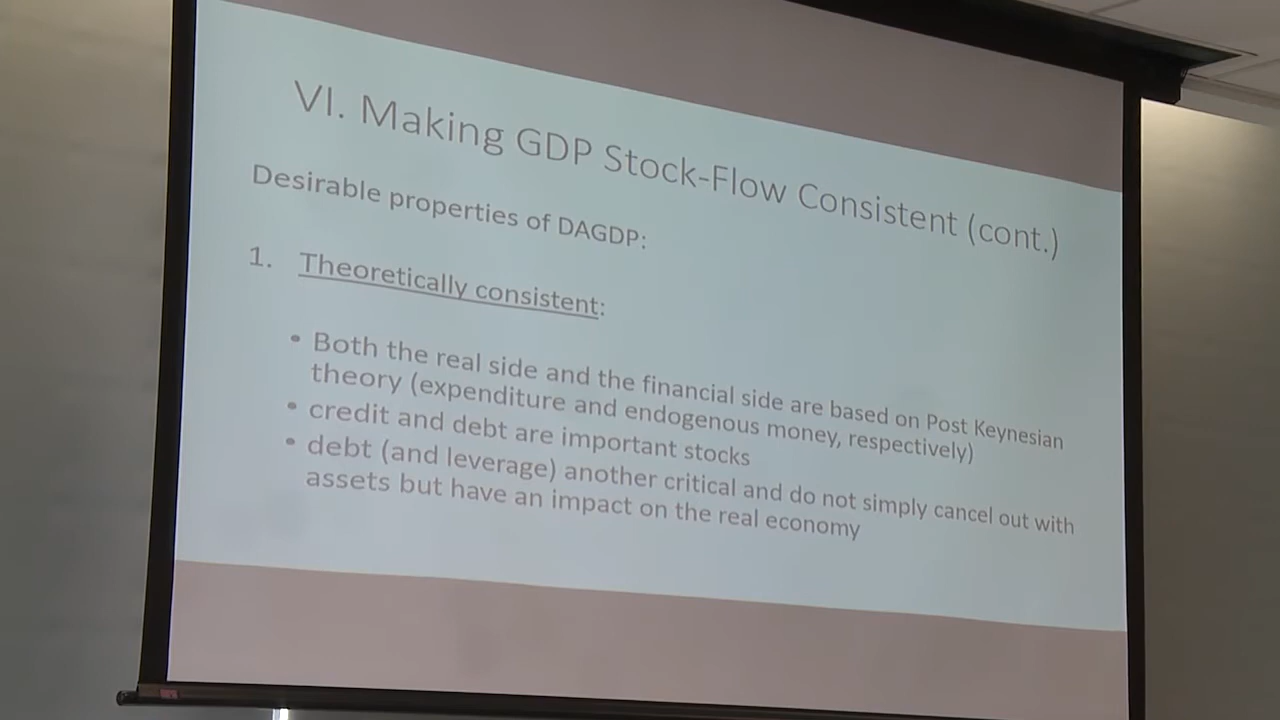 VI. Making GDP Stock-Flow Consistent (cont.)
Desirable properties of DAGDP:
1. Theoretically consistent:
• Both the real side and the financial side are based on Post Keynesian
theory (expenditure and endogenous money, respectively)
• credit and debt are important stocks
• debt (and leverage) another critical and do not simply cancel out with
assets but have an impact on the real economy